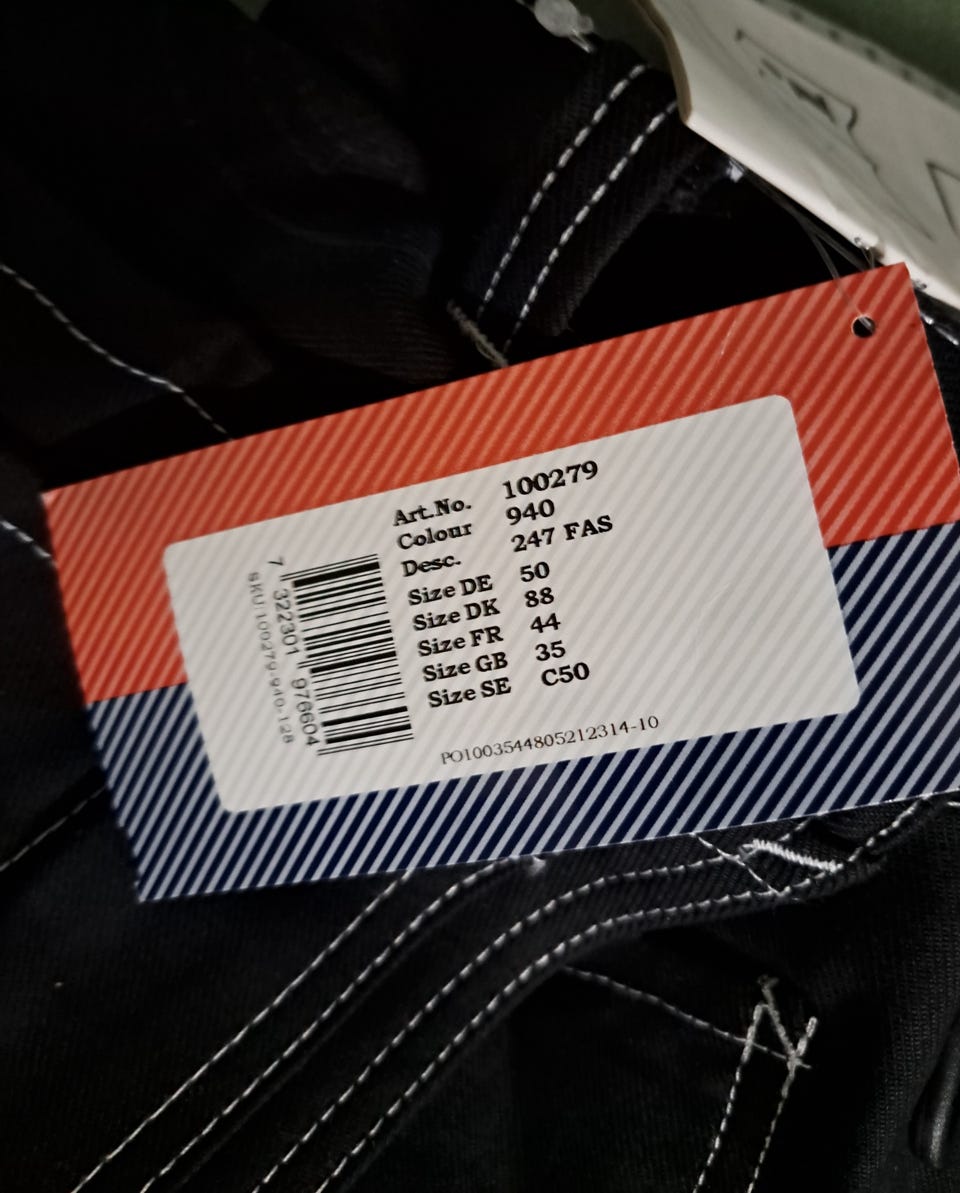 Art.No. 100279
Colour 940
Desc. 247 FAS
Size DE 50
Size DK 88
Size FR 44
Size GB 35
Size SE C50
PO1003544805212314-10
7 322301 976604
SKU:100279-940-128